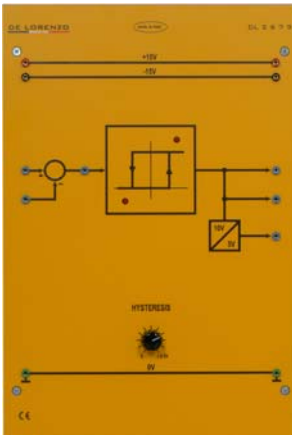 DE LORENZO
DL 2679
+15V
-15V
10V
5V
HYSTERESIS
0V
CE